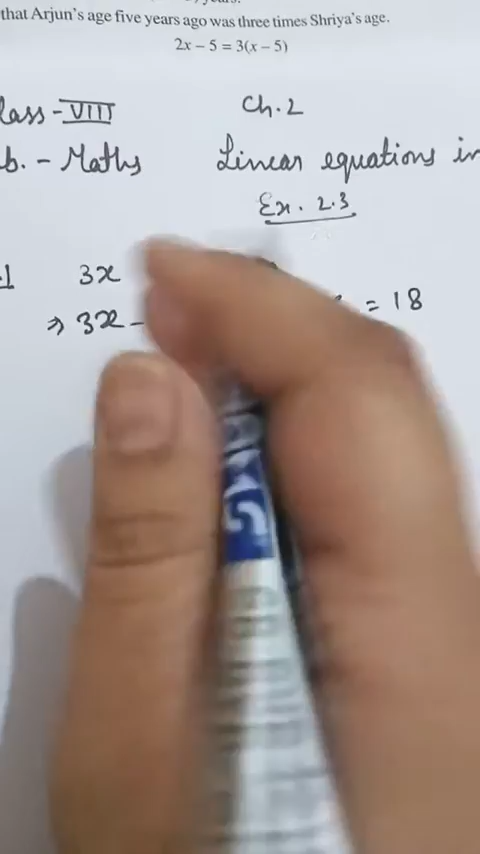 that Arjun's age five years ago was three times Shriya's age.
2x – 5 = 3(x – 5)
lass - VIII Ch. 2
b. - Maths Linear equations in
Ex. 2.3
1 3x
⇒ 3x - = 18